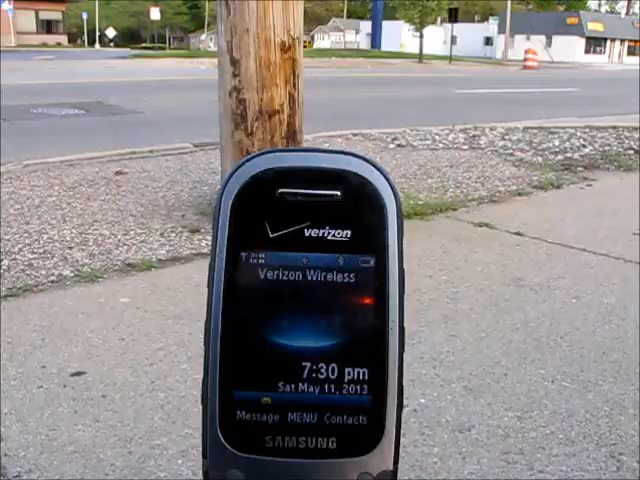 verizon
Verizon Wireless
7:30 pm
Sat May 11, 2013
Message MENU Contacts
SAMSUNG